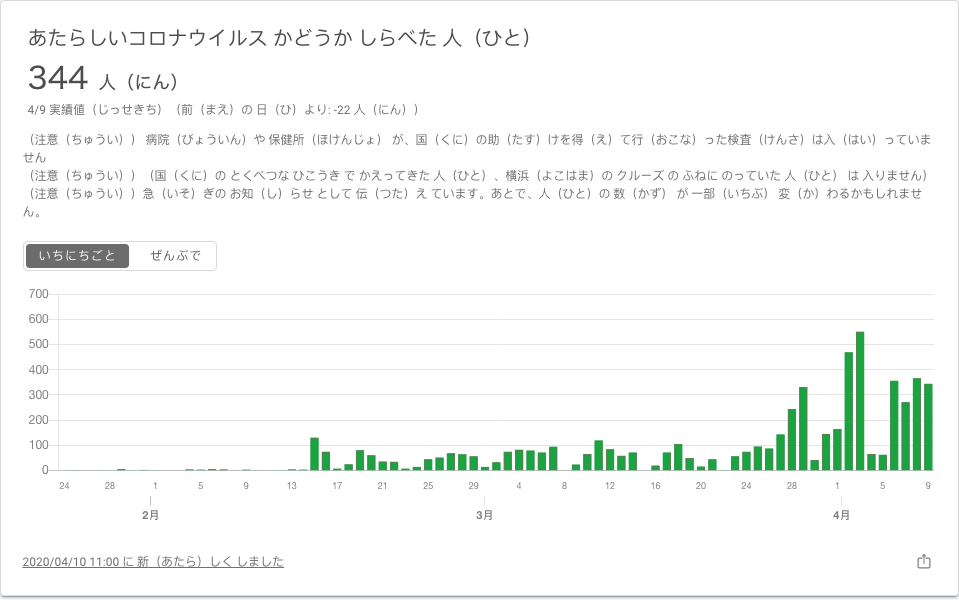 あたらしいコロナウイルス かどうか しらべた 人（ひと）
344 人（にん）
4/9 実績値（じっせきち）（前（まえ）の 日（ひ）より: -22 人（にん））
（注意（ちゅうい）） 病院（びょういん）や 保健所（ほけんじょ） が、国（くに）の助（たす）けを得（え）て行（おこな）った検査（けんさ）は入（はい）っていま
せん
（注意（ちゅうい））（国（くに）の とくべつな ひこうき で かえってきた 人（ひと）、横浜（よこはま）の クルーズ の ふねに のっていた 人（ひと） は 入りません）
（注意（ちゅうい））急（いそ）ぎの お知（し）らせ として 伝（つた）え ています。あとで、人（ひと）の 数（かず） が 一部（いちぶ） 変（か）わるかもしれませ
ん。
いちにちごと ぜんぶで
700
600
500
400
300
200
100
0
24 28 1 5 9 13 17 21 25 29 4 8 12 16 20 24 28 1 5 9
2月 3月 4月
2020/04/10 11:00 に 新（あたら）しく しました